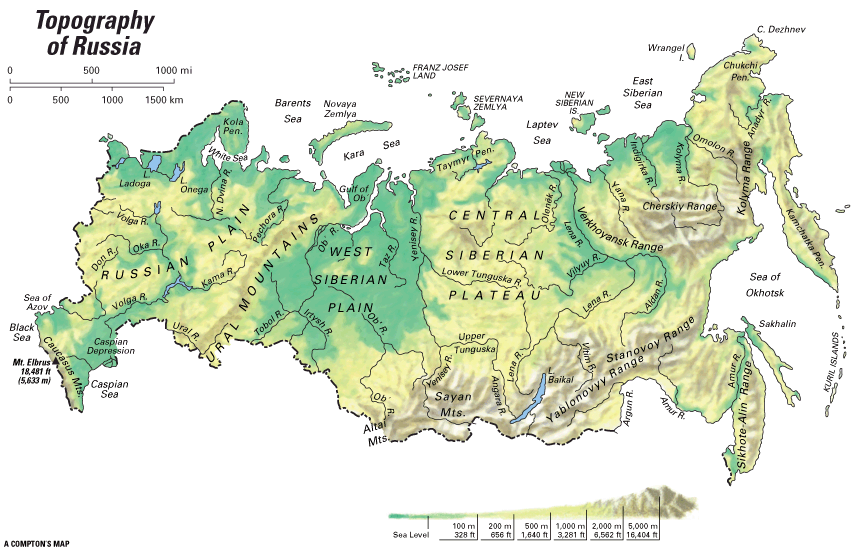 Topography
of Russia
0 500 1000 mi
0 500 1000 1500 km
C. Dezhnev
Wrangel
I.
Chukchi
Pen.
FRANZ JOSEF
LAND
East
Siberian
Sea
NEW
SIBERIAN
IS.
SEVERNAYA
ZEMLYA
Barents
Sea
Novaya
Zemlya
Laptev
Sea
Kola
Pen.
Anadyr R.
Kara Sea
White Sea
Omolon R.
Indigirka R.
Kolyma R.
Taymyr Pen.
L.
Ladoga
L.
Onega
N. Dvina R.
Gulf of
Ob'
Yana R.
Kolyma Range
Cherskiy Range
Olenëk R.
Lena R.
Verkhovansk Range
Kamchatka Pen.
Volga R.
Pechora R.
CENTRAL
SIBERIAN
PLATEAU
Yenisey R.
Ob' R.
Taz R.
WEST
SIBERIAN
PLAIN
Oka R.
Don R.
RUSSIAN PLAIN
Kama R.
URAL MOUNTAINS
Lower Tunguska R.
Vilyuy R.
Aldan R.
Lena R.
Sea of
Okhotsk
Sea of
Azov
Volga R.
Black
Sea
Ural R.
Tobol R.
Irtysh R.
Ob' R.
Caspian
Depression
Caucasus Mts.
Mt. Elbrus
18,481 ft
(5,633 m)
Caspian
Sea
Upper
Tunguska
Yenisey R.
Angara R.
Lena R.
L.
Baikal
Vitim R.
Stanovoy Range
Yablonovyy Range
Sakhalin
KURIL ISLANDS
Amur R.
Sikhote-Alin Range
Ob' R.
Sayan
Mts.
Altai
Mts.
Argun R.
Amur R.
Sea Level
100 m 200 m 500 m 1,000 m 2,000 m 5,000 m
328 ft 656 ft 1,640 ft 3,281 ft 6,562 ft 16,404 ft
A COMPTON'S MAP